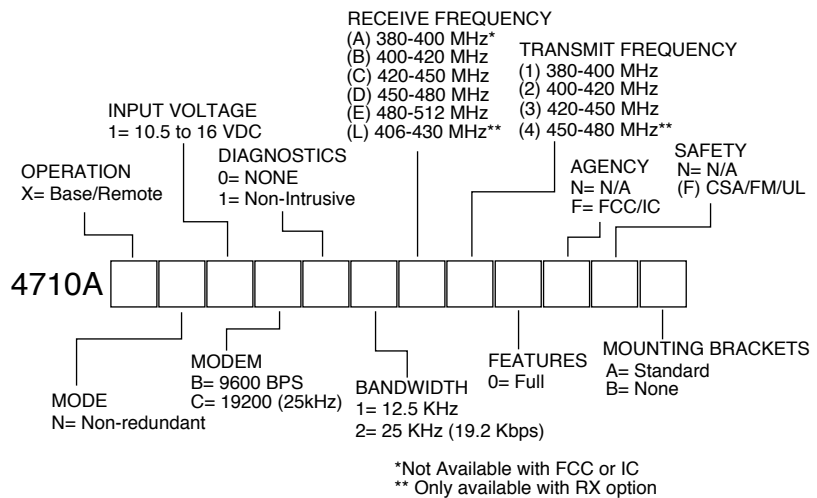 RECEIVE FREQUENCY
(A) 380-400 MHz*
(B) 400-420 MHz
(C) 420-450 MHz
(D) 450-480 MHz
(E) 480-512 MHz
(L) 406-430 MHz**
TRANSMIT FREQUENCY
(1) 380-400 MHz
(2) 400-420 MHz
(3) 420-450 MHz
(4) 450-480 MHz**
INPUT VOLTAGE
1= 10.5 to 16 VDC
DIAGNOSTICS
0= NONE
1= Non-Intrusive
OPERATION
X= Base/Remote
AGENCY
N= N/A
F= FCC/IC
SAFETY
N= N/A
(F) CSA/FM/UL
4710A
MODE
N= Non-redundant
MODEM
B= 9600 BPS
C= 19200 (25kHz)
BANDWIDTH
1= 12.5 KHz
2= 25 KHz (19.2 Kbps)
FEATURES
0= Full
MOUNTING BRACKETS
A= Standard
B= None
*Not Available with FCC or IC
** Only available with RX option